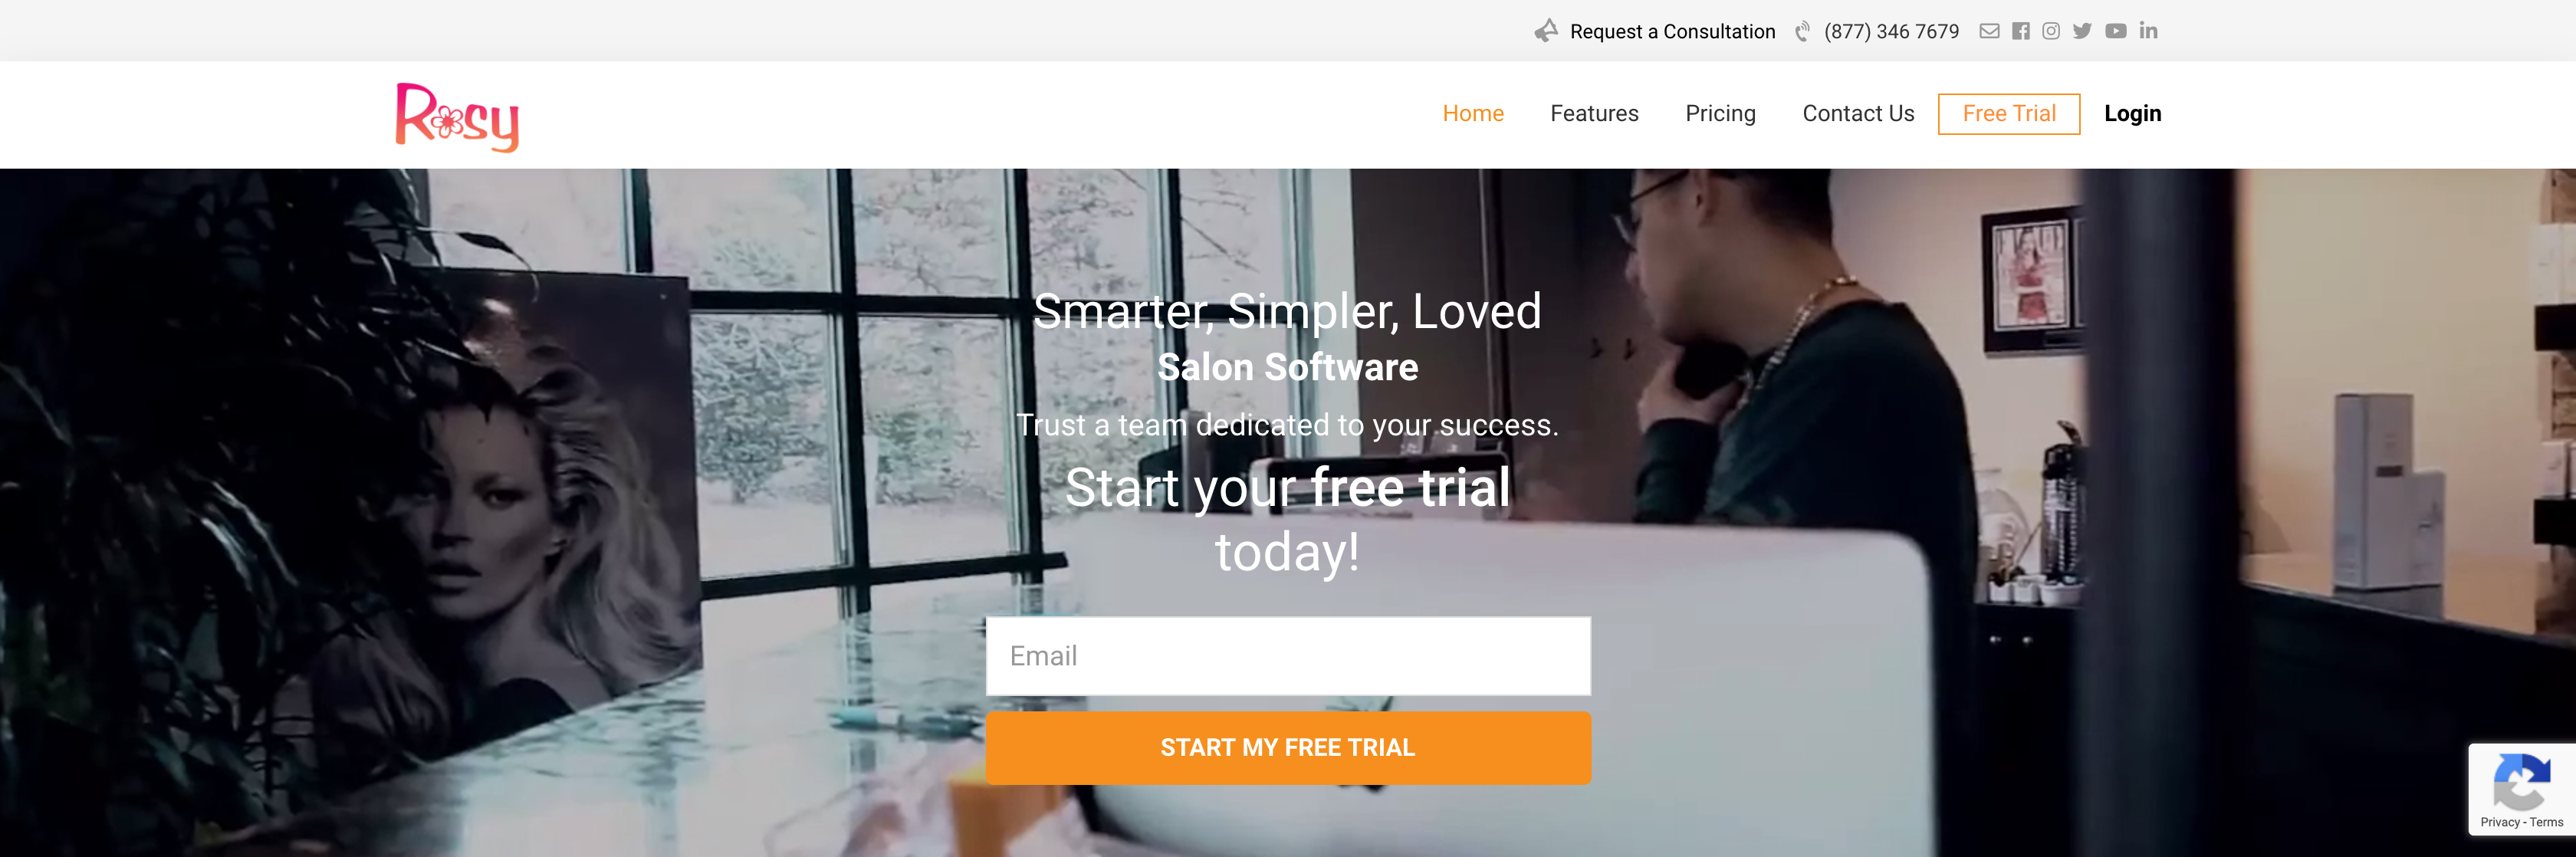 Request a Consultation (877) 346 7679
Rosy
Home Features Pricing Contact Us Free Trial Login
Smarter, Simpler, Loved
Salon Software
Trust a team dedicated to your success.
Start your free trial
today!
Email
START MY FREE TRIAL
Privacy - Terms